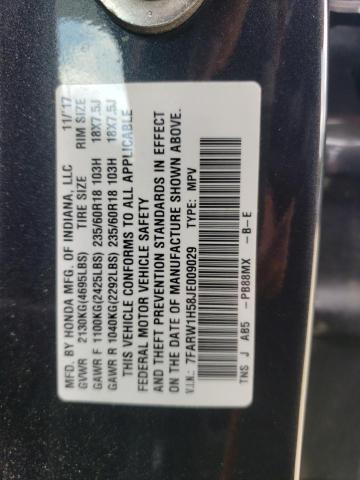 MFD. BY HONDA MFG. OF INDIANA, LLC 11/17
TIRE SIZE RIM SIZE
GVWR 2130KG(4695LBS)
GAWR F 1100KG(2425LBS) 235/60R18 103H 18X7.5J
GAWR R 1040KG(2292LBS) 235/60R18 103H 18X7.5J
THIS VEHICLE CONFORMS TO ALL APPLICABLE
FEDERAL MOTOR VEHICLE SAFETY
AND THEFT PREVENTION STANDARDS IN EFFECT
ON THE DATE OF MANUFACTURE SHOWN ABOVE.
V.I.N.: 7FARW1H58JE009029 TYPE: MPV
TNS J AB5 -PB88MX -B-E